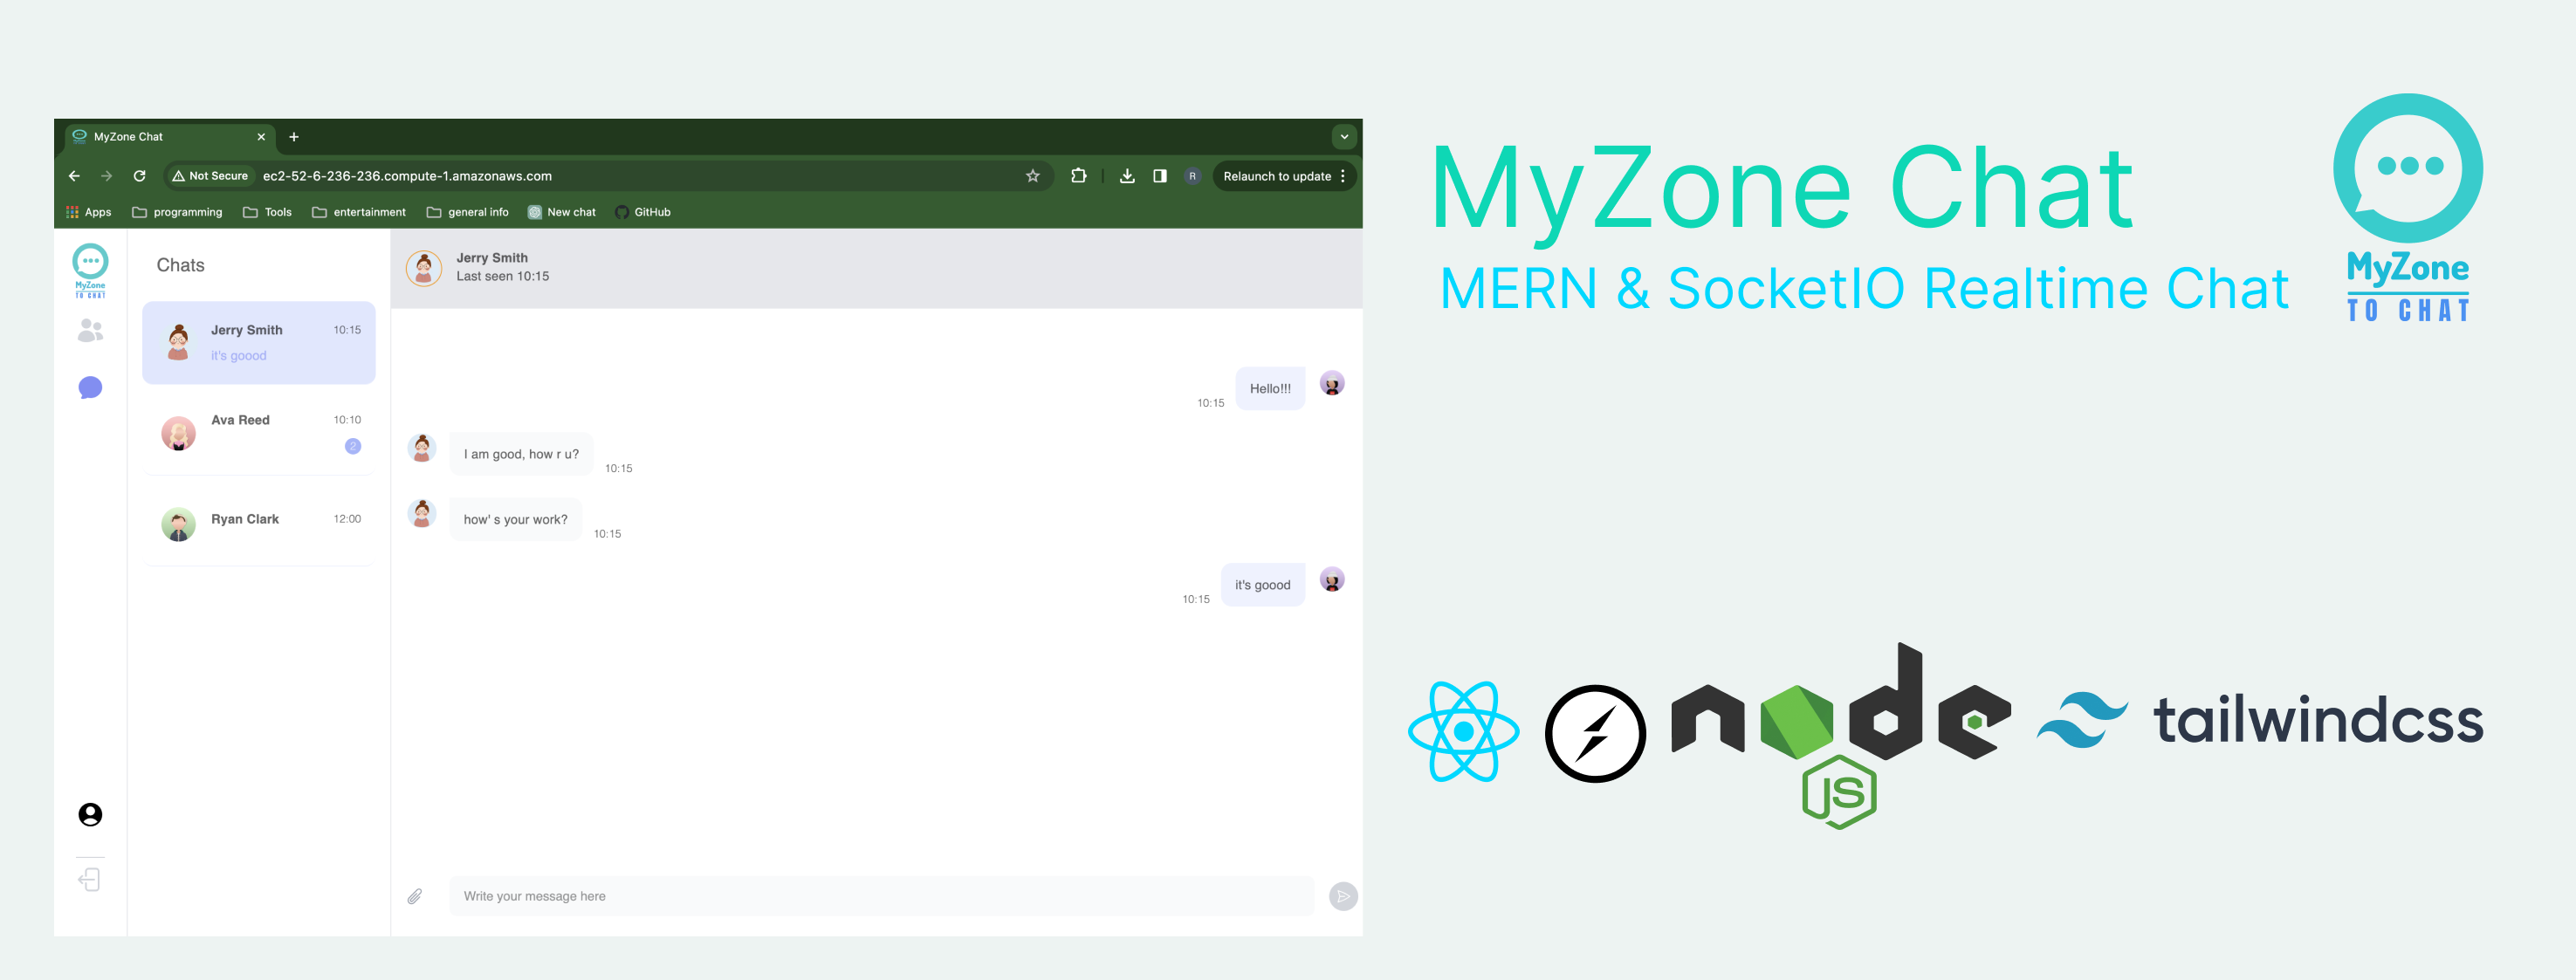 MyZone Chat
Not Secure ec2-52-6-236-236.compute-1.amazonaws.com R Relaunch to update
Apps programming Tools entertainment general info New chat GitHub
MyZone
TO CHAT
Chats
Jerry Smith 10:15
it's goood
Ava Reed 10:10
2
Ryan Clark 12:00
Jerry Smith
Last seen 10:15
10:15 Hello!!!
I am good, how r u? 10:15
how' s your work? 10:15
10:15 it's goood
Write your message here
MyZone Chat
MERN & SocketIO Realtime Chat
MyZone
TO CHAT
node
JS
tailwindcss